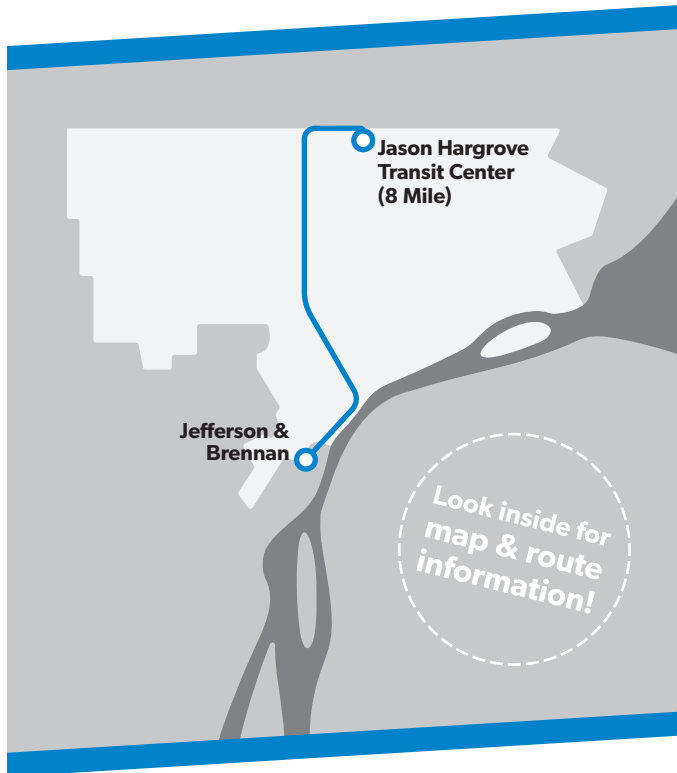 Jason Hargrove
Transit Center
(8 Mile)
Jefferson &
Brennan
Look inside for
map & route
information!